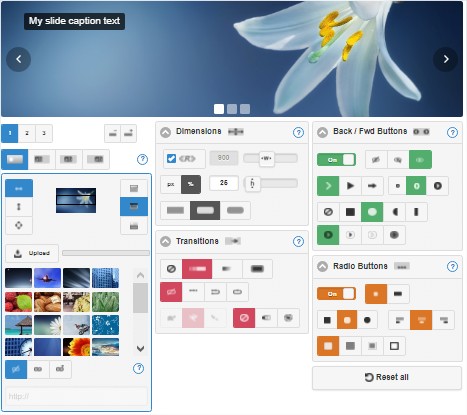 My slide caption text
1 2 3
Dimensions
?
Back / Fwd Buttons
?
900
On
?
px
26
Upload
Transitions
?
Radio Buttons
?
On
?
http://
Reset all